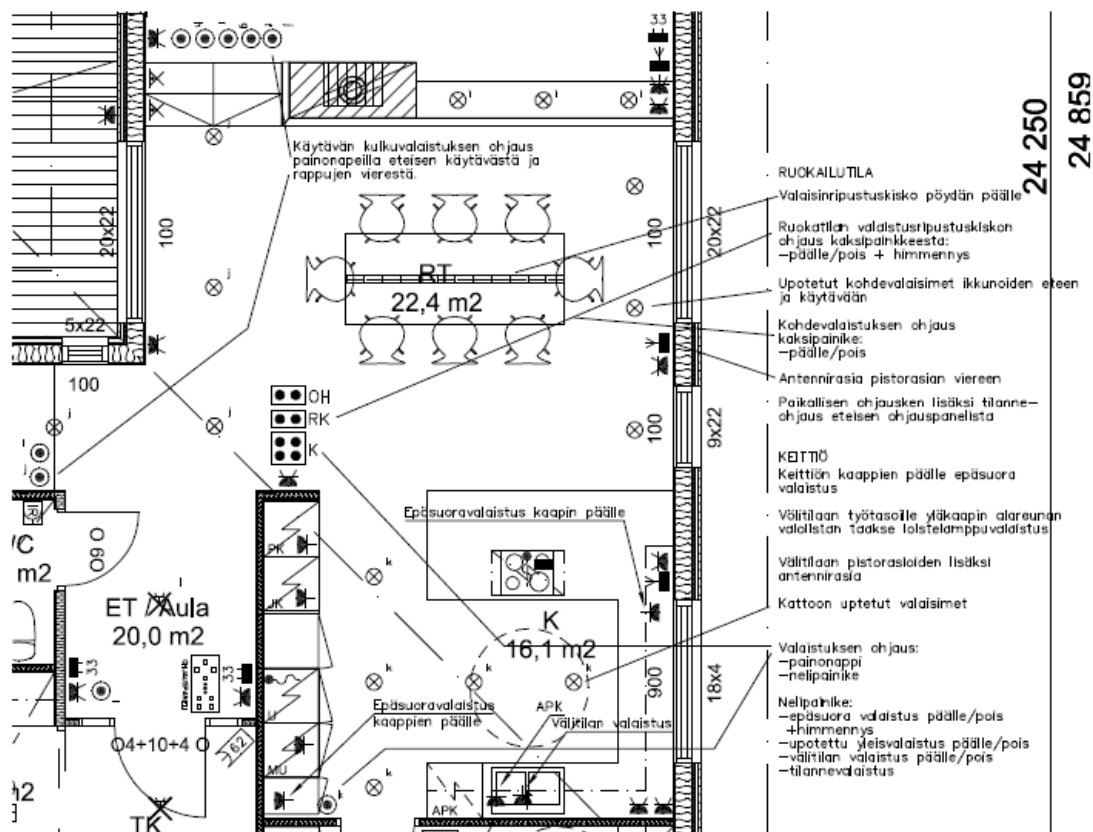 33
Käytävän kulkuvalaistuksen ohjaus
painonapeilla eteisen käytävästä ja
rappujen vierestä.
24 250
24 859
20x22
100
5x22
100
RT
22,4 m2
100
20x22
100
9x22
OH
RK
K
RUOKAILUTILA
Valaisinripustuskisko pöydän päälle
Ruokatilan valaistusripustuskiskon
ohjaus kaksipainikkeesta:
-päälle/pois + himmennys
Upotetut kohdevalaisimet ikkunoiden eteen
ja käytävään
Kohdevalaistuksen ohjaus
kaksipainike:
-päälle/pois
Antennirasia pistorasian viereen
Paikallisen ohjauksen lisäksi tilanne-
ohjaus eteisen ohjauspanelista
KEITTIÖ
Keittiön kaappien päälle epäsuora
valaistus
Välitilaan työtasoille yläkaapin alareunan
valolistan taakse loistelamppuvalaistus
Välitilaan pistorasioiden lisäksi
antennirasia
Kattoon uptetut valaisimet
Valaistuksen ohjaus:
-painonappi
-nelipainike
Nelipainike:
-epäsuora valaistus päälle/pois
+himmennys
-upotettu yleisvalaistus päälle/pois
-välitilan valaistus päälle/pois
-tilannevalaistus
Epäsuoravalaistus kaapin päälle
WC
m2
O9 O
ET / Aula
20,0 m2
33
33
PK
JK
U
MU
K
16,1 m2
900
18x4
Epäsuoravalaistus
kaappien päälle
APK
Välitilan valaistus
O4+10+4 O
62
APK
TK